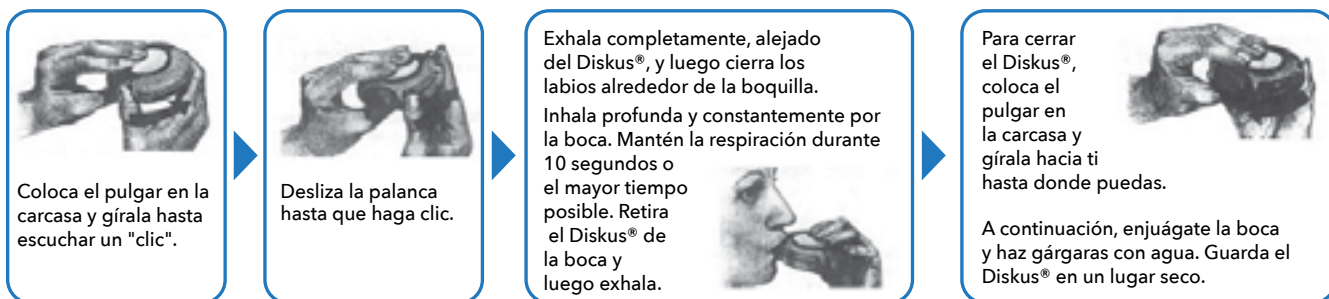 Coloca el pulgar en la
carcasa y gírala hasta
escuchar un "clic".
Desliza la palanca
hasta que haga clic.
Exhala completamente, alejado
del Diskus®, y luego cierra los
labios alrededor de la boquilla.
Inhala profunda y constantemente por
la boca. Mantén la respiración durante
10 segundos o
el mayor tiempo
posible. Retira
el Diskus® de
la boca y
luego exhala.
Para cerrar
el Diskus®,
coloca el
pulgar en
la carcasa y
gírala hacia ti
hasta donde puedas.
A continuación, enjuágate la boca
y haz gárgaras con agua. Guarda el
Diskus® en un lugar seco.